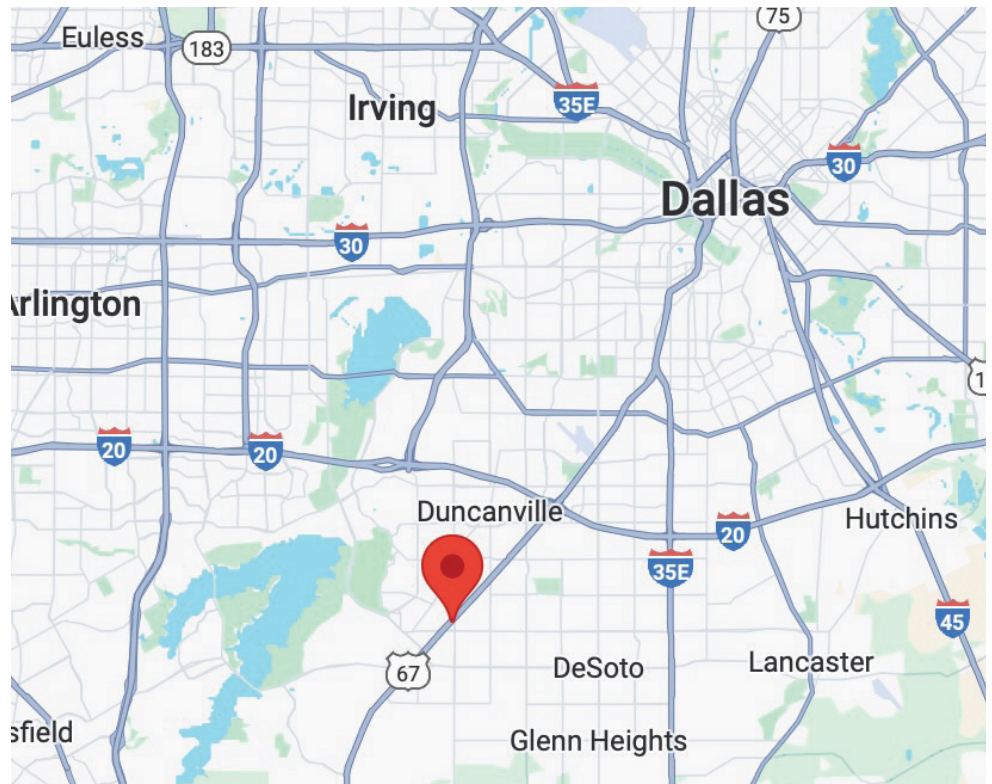 75
Euless
183
35E
Irving
30
Dallas
30
Arlington
20
20
Duncanville
20
Hutchins
35E
45
67
DeSoto
Lancaster
sfield
Glenn Heights